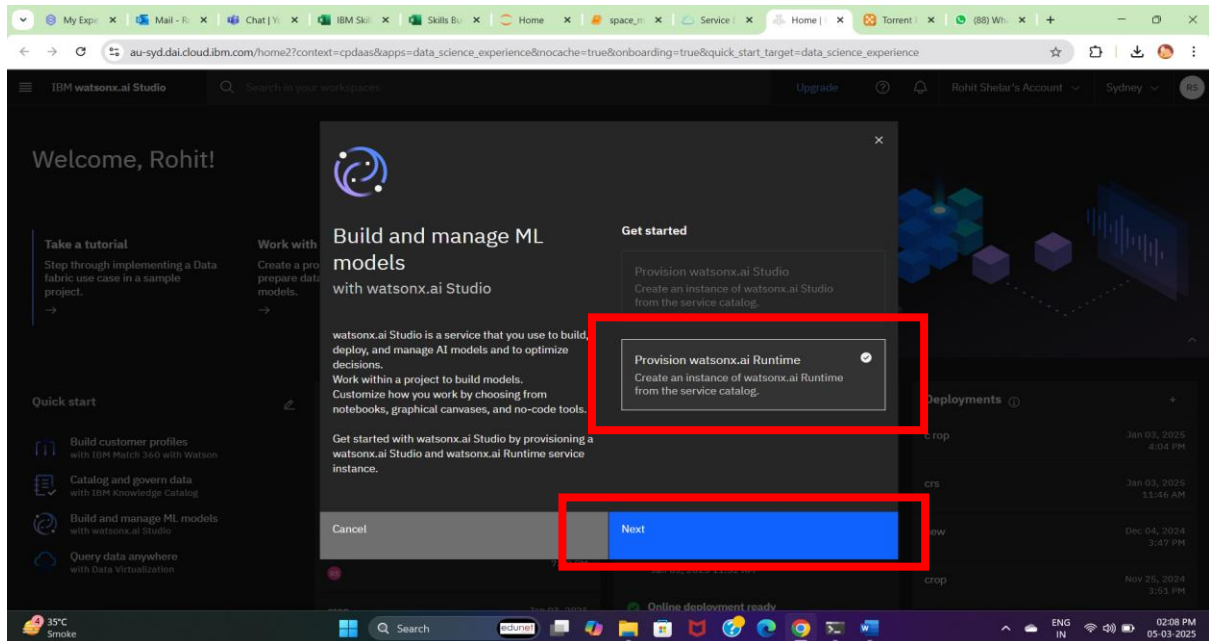 My Expe
Mail - R
Chat | Yo
IBM Skil
Skills Bu
Home
space_m
Service
Home |
Torrent
(88) Wh
au-syd.dai.cloud.ibm.com/home2?context=cpdaas&apps=data_science_experience&nocache=true&onboarding=true&quick_start_target=data_science_experience
IBM watsonx.ai Studio
Search in your workspaces
Upgrade
Rohit Shelar's Account
Sydney
RS
Welcome, Rohit!
Take a tutorial
Step through implementing a Data
fabric use case in a sample
project.
Work with
Create a pro
prepare data
models.
Build and manage ML
models
with watsonx.ai Studio
watsonx.ai Studio is a service that you use to build,
deploy, and manage AI models and to optimize
decisions.
Work within a project to build models.
Customize how you work by choosing from
notebooks, graphical canvases, and no-code tools.
Get started with watsonx.ai Studio by provisioning a
watsonx.ai Studio and watsonx.ai Runtime service
instance.
Get started
Provision watsonx.ai Studio
Create an instance of watsonx.ai Studio
from the service catalog.
Provision watsonx.ai Runtime
Create an instance of watsonx.ai Runtime
from the service catalog.
Cancel
Next
Quick start
Build customer profiles
with IBM Match 360 with Watson
Catalog and govern data
with IBM Knowledge Catalog
Build and manage ML models
with watsonx.ai Studio
Query data anywhere
with Data Virtualization
Deployments
crop
Jan 03, 2025
4:04 PM
crs
Jan 03, 2025
11:46 AM
new
Dec 04, 2024
3:47 PM
crop
Nov 25, 2024
3:51 PM
Online deployment ready
35°C
Smoke
Search
edunet
ENG
IN
02:08 PM
05-03-2025